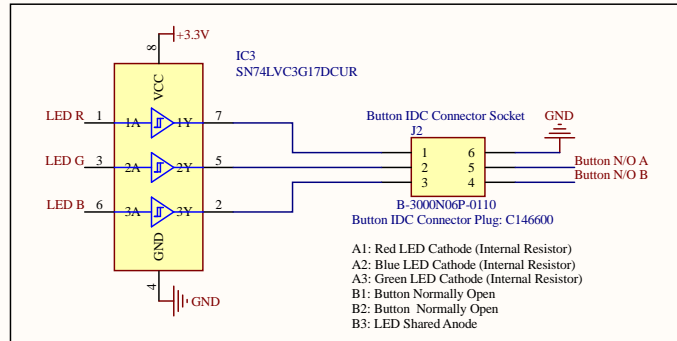 +3.3V
8
IC3
SN74LVC3G17DCUR
VCC
LED R 1 1A 1Y 7
LED G 3 2A 2Y 5
LED B 6 3A 3Y 2
GND
4
GND
Button IDC Connector Socket
J2
GND
1 6
2 5 Button N/O A
3 4 Button N/O B
B-3000N06P-0110
Button IDC Connector Plug: C146600
A1: Red LED Cathode (Internal Resistor)
A2: Blue LED Cathode (Internal Resistor)
A3: Green LED Cathode (Internal Resistor)
B1: Button Normally Open
B2: Button  Normally Open
B3: LED Shared Anode